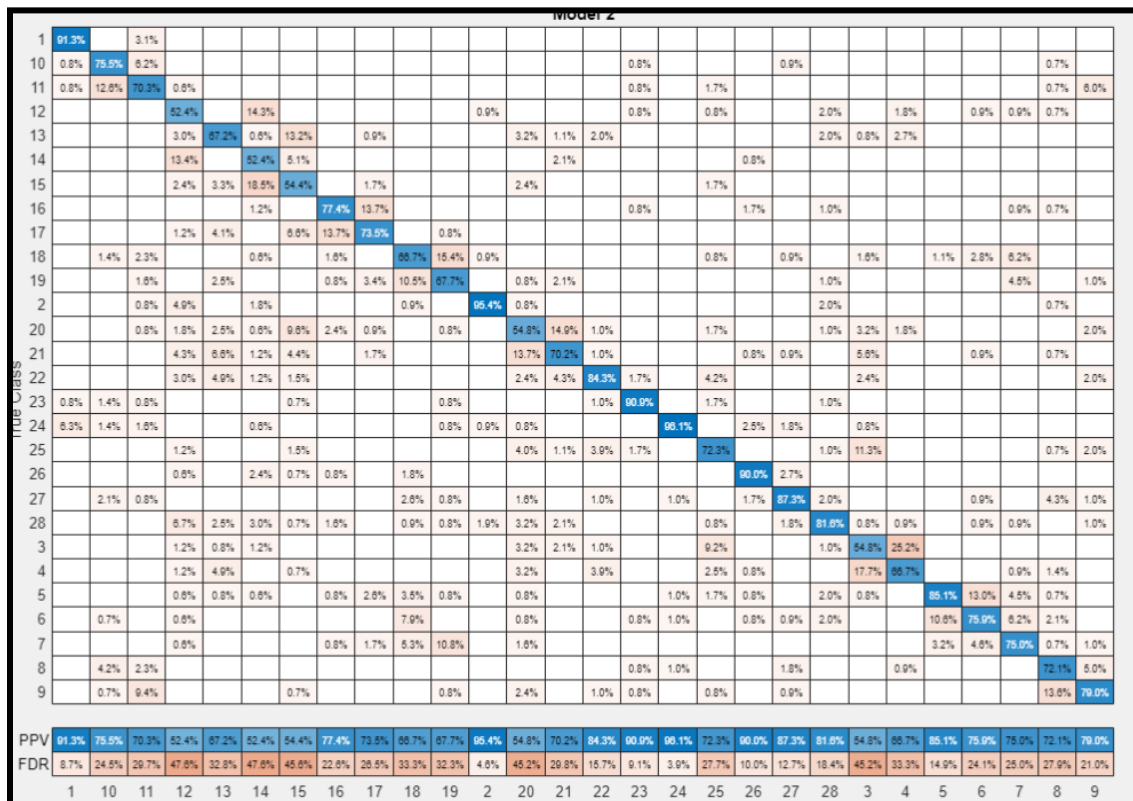 Model 2
1 91.3% 3.1%
10 0.8% 75.5% 6.2% 0.8% 0.9% 0.7%
11 0.8% 12.6% 70.3% 0.6% 0.8% 1.7% 0.7% 6.0%
12 52.4% 14.3% 0.9% 0.8% 0.8% 2.0% 1.8% 0.9% 0.9% 0.7%
13 3.0% 67.2% 0.6% 13.2% 0.9% 3.2% 1.1% 2.0% 2.0% 0.8% 2.7%
14 13.4% 52.4% 5.1% 2.1% 0.8%
15 2.4% 3.3% 18.5% 54.4% 1.7% 2.4% 1.7%
16 1.2% 77.4% 13.7% 0.8% 1.7% 1.0% 0.9% 0.7%
17 1.2% 4.1% 6.6% 13.7% 73.5% 0.8%
18 1.4% 2.3% 0.6% 1.6% 66.7% 15.4% 0.9% 0.8% 0.9% 1.6% 1.1% 2.8% 6.2%
19 1.6% 2.5% 0.8% 3.4% 10.5% 67.7% 0.8% 2.1% 1.0% 4.5% 1.0%
2 0.8% 4.9% 1.8% 0.9% 95.4% 0.8% 2.0% 0.7%
20 0.8% 1.8% 2.5% 0.6% 9.6% 2.4% 0.9% 0.8% 54.8% 14.9% 1.0% 1.7% 1.0% 3.2% 1.8% 2.0%
21 4.3% 6.6% 1.2% 4.4% 1.7% 13.7% 70.2% 1.0% 0.8% 0.9% 5.6% 0.9% 0.7%
22 3.0% 4.9% 1.2% 1.5% 2.4% 4.3% 84.3% 1.7% 4.2% 2.4% 2.0%
True Class
23 0.8% 1.4% 0.8% 0.7% 0.8% 1.0% 90.9% 1.7% 1.0%
24 6.3% 1.4% 1.6% 0.6% 0.8% 0.9% 0.8% 96.1% 2.5% 1.8% 0.8%
25 1.2% 1.5% 4.0% 1.1% 3.9% 1.7% 72.3% 1.0% 11.3% 0.7% 2.0%
26 0.6% 2.4% 0.7% 0.8% 1.8% 90.0% 2.7%
27 2.1% 0.8% 2.6% 0.8% 1.6% 1.0% 1.0% 1.7% 87.3% 2.0% 0.9% 4.3% 1.0%
28 6.7% 2.5% 3.0% 0.7% 1.6% 0.9% 0.8% 1.9% 3.2% 2.1% 0.8% 1.8% 81.6% 0.8% 0.9% 0.9% 0.9% 1.0%
3 1.2% 0.8% 1.2% 3.2% 2.1% 1.0% 9.2% 1.0% 54.8% 25.2%
4 1.2% 4.9% 0.7% 3.2% 3.9% 2.5% 0.8% 17.7% 66.7% 0.9% 1.4%
5 0.6% 0.8% 0.6% 0.8% 2.6% 3.5% 0.8% 0.8% 1.0% 1.7% 0.8% 2.0% 0.8% 85.1% 13.0% 4.5% 0.7%
6 0.7% 0.6% 7.9% 0.8% 0.8% 1.0% 0.8% 0.9% 2.0% 10.6% 75.9% 6.2% 2.1%
7 0.6% 0.8% 1.7% 5.3% 10.8% 1.6% 3.2% 4.6% 75.0% 0.7% 1.0%
8 4.2% 2.3% 0.8% 1.0% 1.8% 0.9% 72.1% 5.0%
9 0.7% 9.4% 0.7% 0.8% 2.4% 1.0% 0.8% 0.8% 0.9% 13.6% 79.0%
PPV 91.3% 75.5% 70.3% 52.4% 67.2% 52.4% 54.4% 77.4% 73.5% 66.7% 67.7% 95.4% 54.8% 70.2% 84.3% 90.9% 96.1% 72.3% 90.0% 87.3% 81.6% 54.8% 66.7% 85.1% 75.9% 75.0% 72.1% 79.0%
FDR 8.7% 24.5% 29.7% 47.6% 32.8% 47.6% 45.6% 22.6% 26.5% 33.3% 32.3% 4.6% 45.2% 29.8% 15.7% 9.1% 3.9% 27.7% 10.0% 12.7% 18.4% 45.2% 33.3% 14.9% 24.1% 25.0% 27.9% 21.0%
1 10 11 12 13 14 15 16 17 18 19 2 20 21 22 23 24 25 26 27 28 3 4 5 6 7 8 9